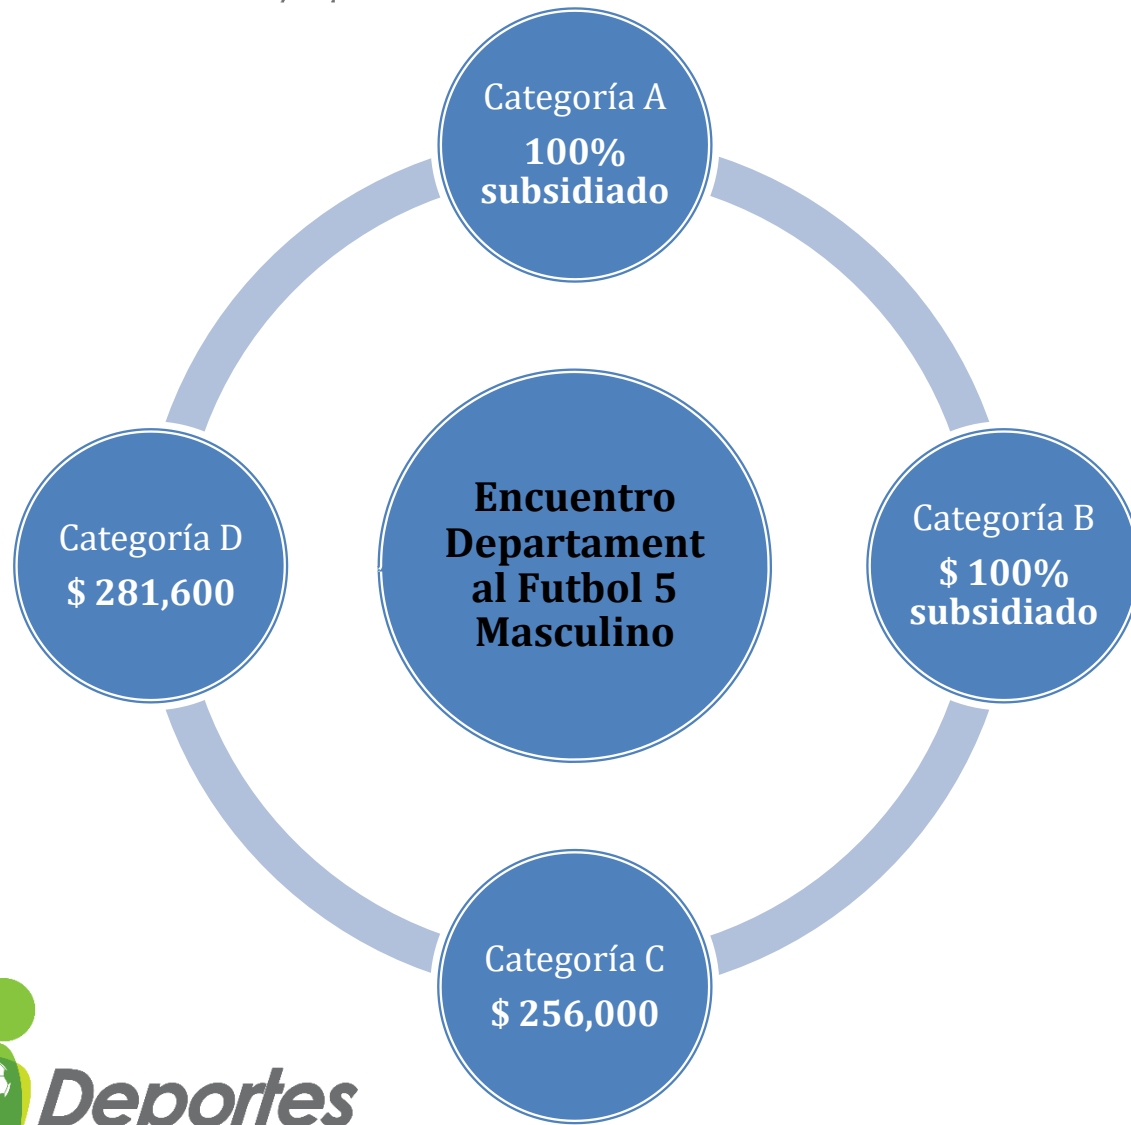 Categoría A
100%
subsidiado
Encuentro
Departament
al Futbol 5
Masculino
Categoría B
$ 100%
subsidiado
Categoría D
$ 281,600
Categoría C
$ 256,000
Deportes